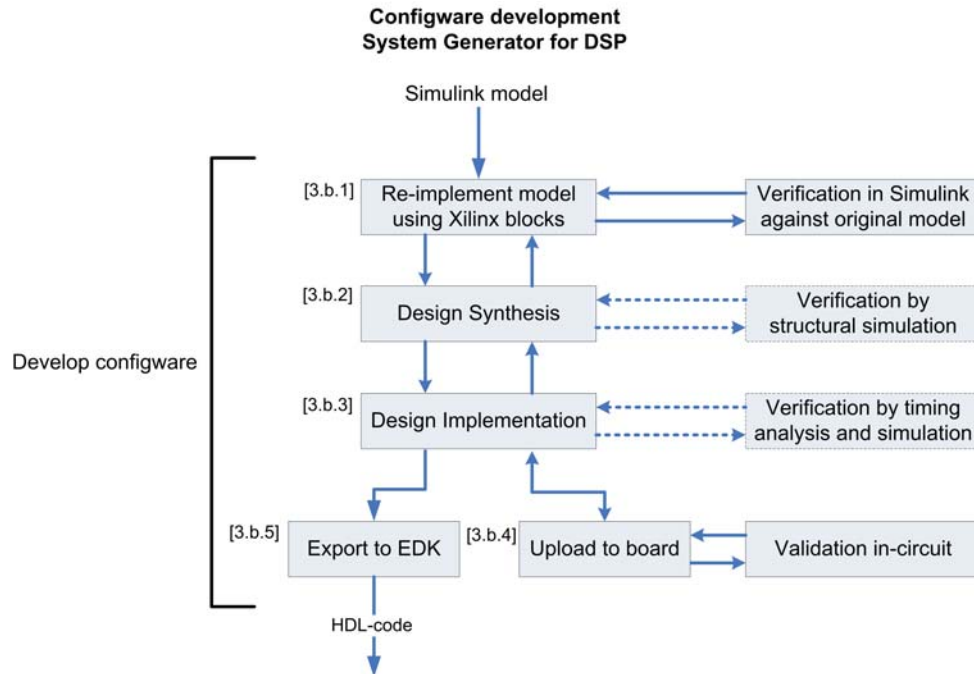 Configware development
System Generator for DSP
Simulink model
[3.b.1]
Re-implement model
using Xilinx blocks
Verification in Simulink
against original model
[3.b.2]
Design Synthesis
Verification by
structural simulation
Develop configware
[3.b.3]
Design Implementation
Verification by timing
analysis and simulation
[3.b.5]
Export to EDK
[3.b.4]
Upload to board
Validation in-circuit
HDL-code